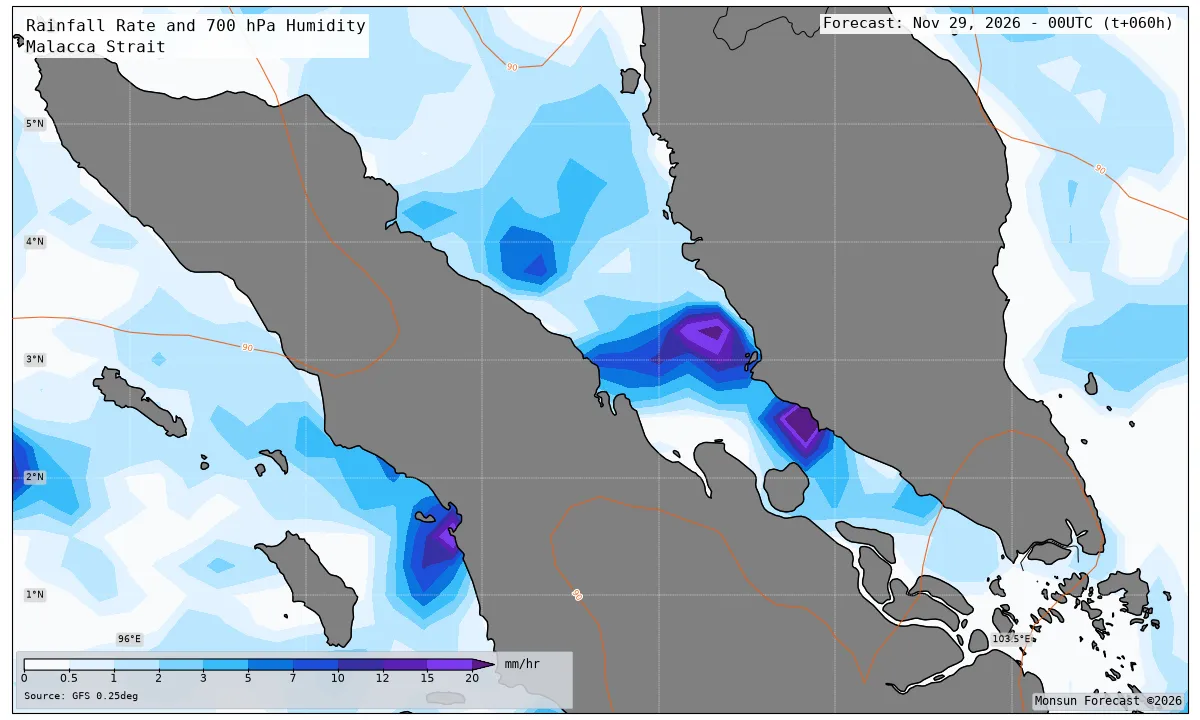 Rainfall Rate and 700 hPa Humidity
Malacca Strait
Forecast: Nov 29, 2026 - 00UTC (t+060h)
90
90
5°N
90
4°N
3°N
90
2°N
1°N
90
96°E
103.5°E
mm/hr
0 0.5 1 2 3 5 7 10 12 15 20
Source: GFS 0.25deg
Monsun Forecast ©2026